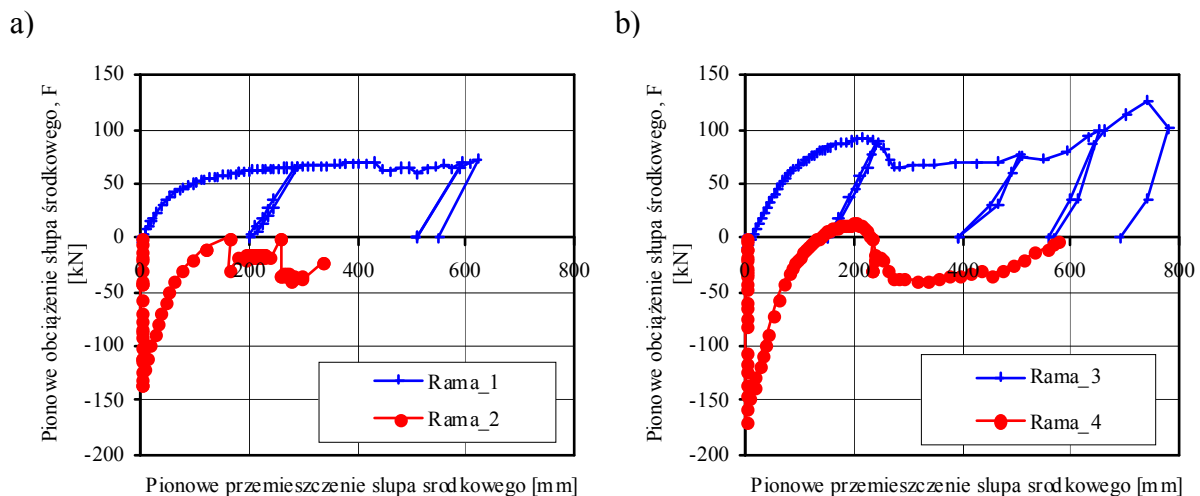 a)
Pionowe obciążenie słupa środkowego, F
[kN]
150
100
50
0
-50
-100
-150
-200
0
200
400
600
800
Rama_1
Rama_2
Pionowe przemieszczenie slupa srodkowego [mm]
b)
Pionowe obciążenie słupa środkowego, F
[kN]
150
100
50
0
-50
-100
-150
-200
0
200
400
600
800
Rama_3
Rama_4
Pionowe przemieszczenie slupa srodkowego [mm]